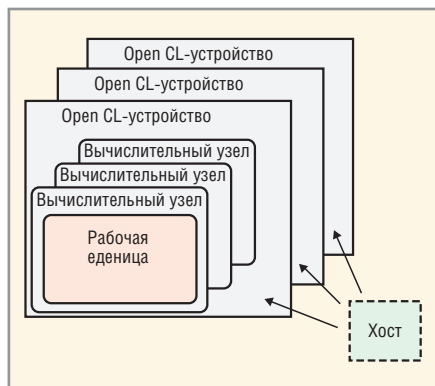 Open CL-устройство
Open CL-устройство
Open CL-устройство
Вычислительный узел
Вычислительный узел
Вычислительный узел
Рабочая
еденица
Хост